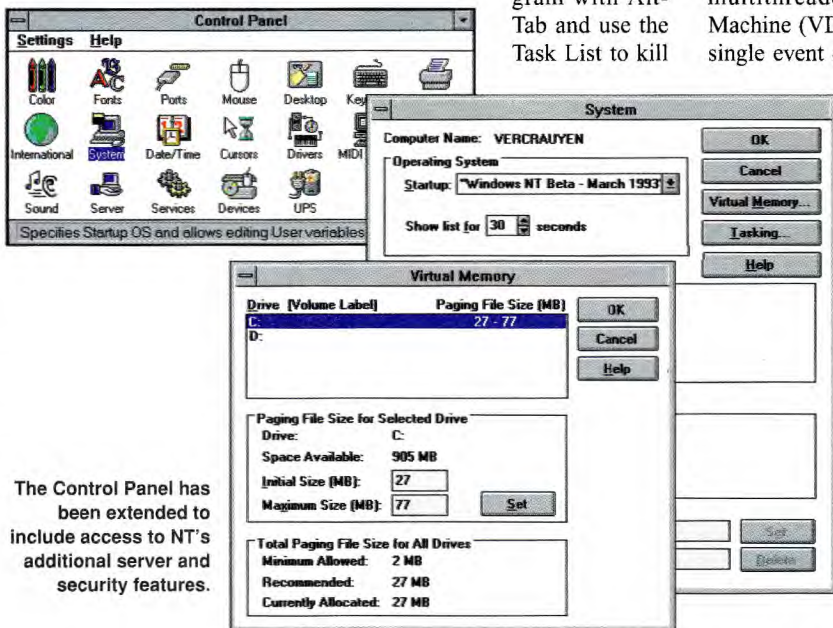 gram with Alt-
Tab and use the
Task List to kill
Machine (VD
single event
Control Panel
Settings Help
Color Fonts Ports Mouse Desktop
International System Date/Time Cursors Drivers MIDI
Sound Server Services Devices UPS
Specifies Startup OS and allows editing User variables
System
Computer Name: VERCRAUYEN
Operating System
Startup: "Windows NT Beta - March 1993"
Show list for 30 seconds
OK
Cancel
Virtual Memory...
Tasking...
Help
Set
Delete
Virtual Memory
Drive [Volume Label] Paging File Size (MB)
C: 27 - 77
D:
OK
Cancel
Help
Paging File Size for Selected Drive
Drive: C:
Space Available: 905 MB
Initial Size (MB): 27
Maximum Size (MB): 77
Set
Total Paging File Size for All Drives
Minimum Allowed: 2 MB
Recommended: 27 MB
Currently Allocated: 27 MB
The Control Panel has
been extended to
include access to NT's
additional server and
security features.